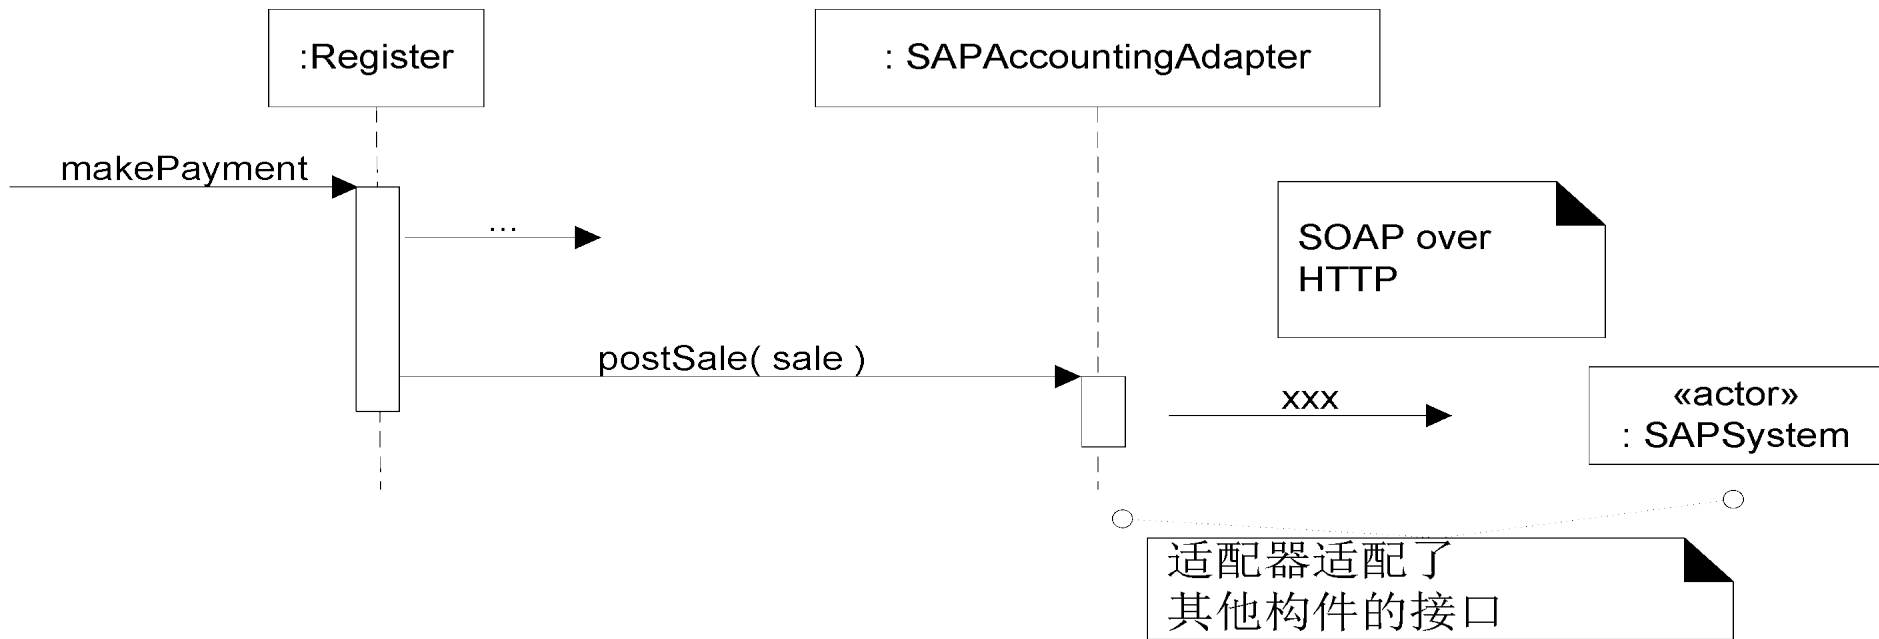 :Register
: SAPAccountingAdapter
makePayment
...
SOAP over
HTTP
postSale( sale )
xxx
«actor»
: SAPSystem
适配器适配了
其他构件的接口